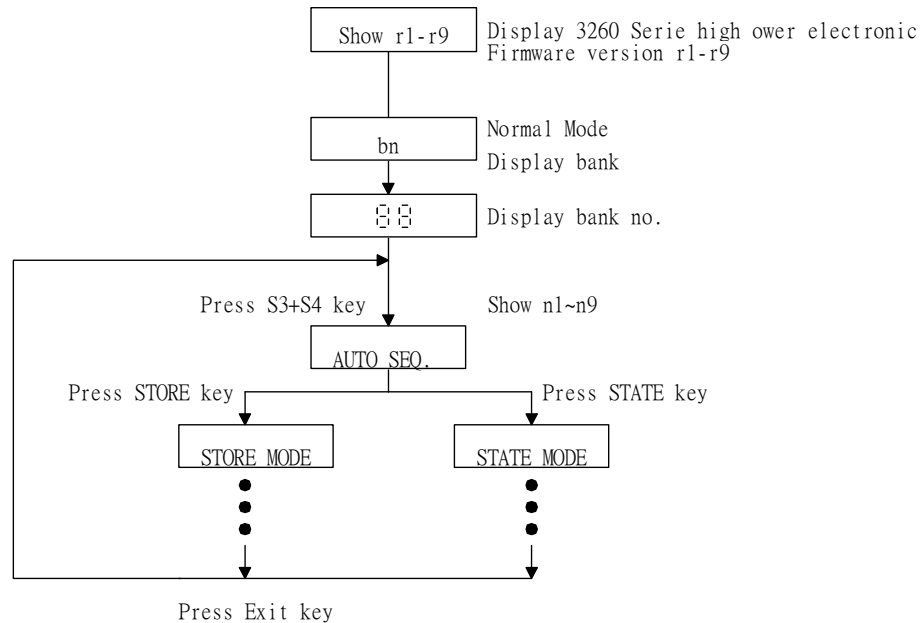 Show r1-r9
Display 3260 Serie high ower electronic
Firmware version r1-r9
bn
Normal Mode
Display bank
88
Display bank no.
Press S3+S4 key
Show n1~n9
AUTO SEQ.
Press STORE key
Press STATE key
STORE MODE
STATE MODE
Press Exit key